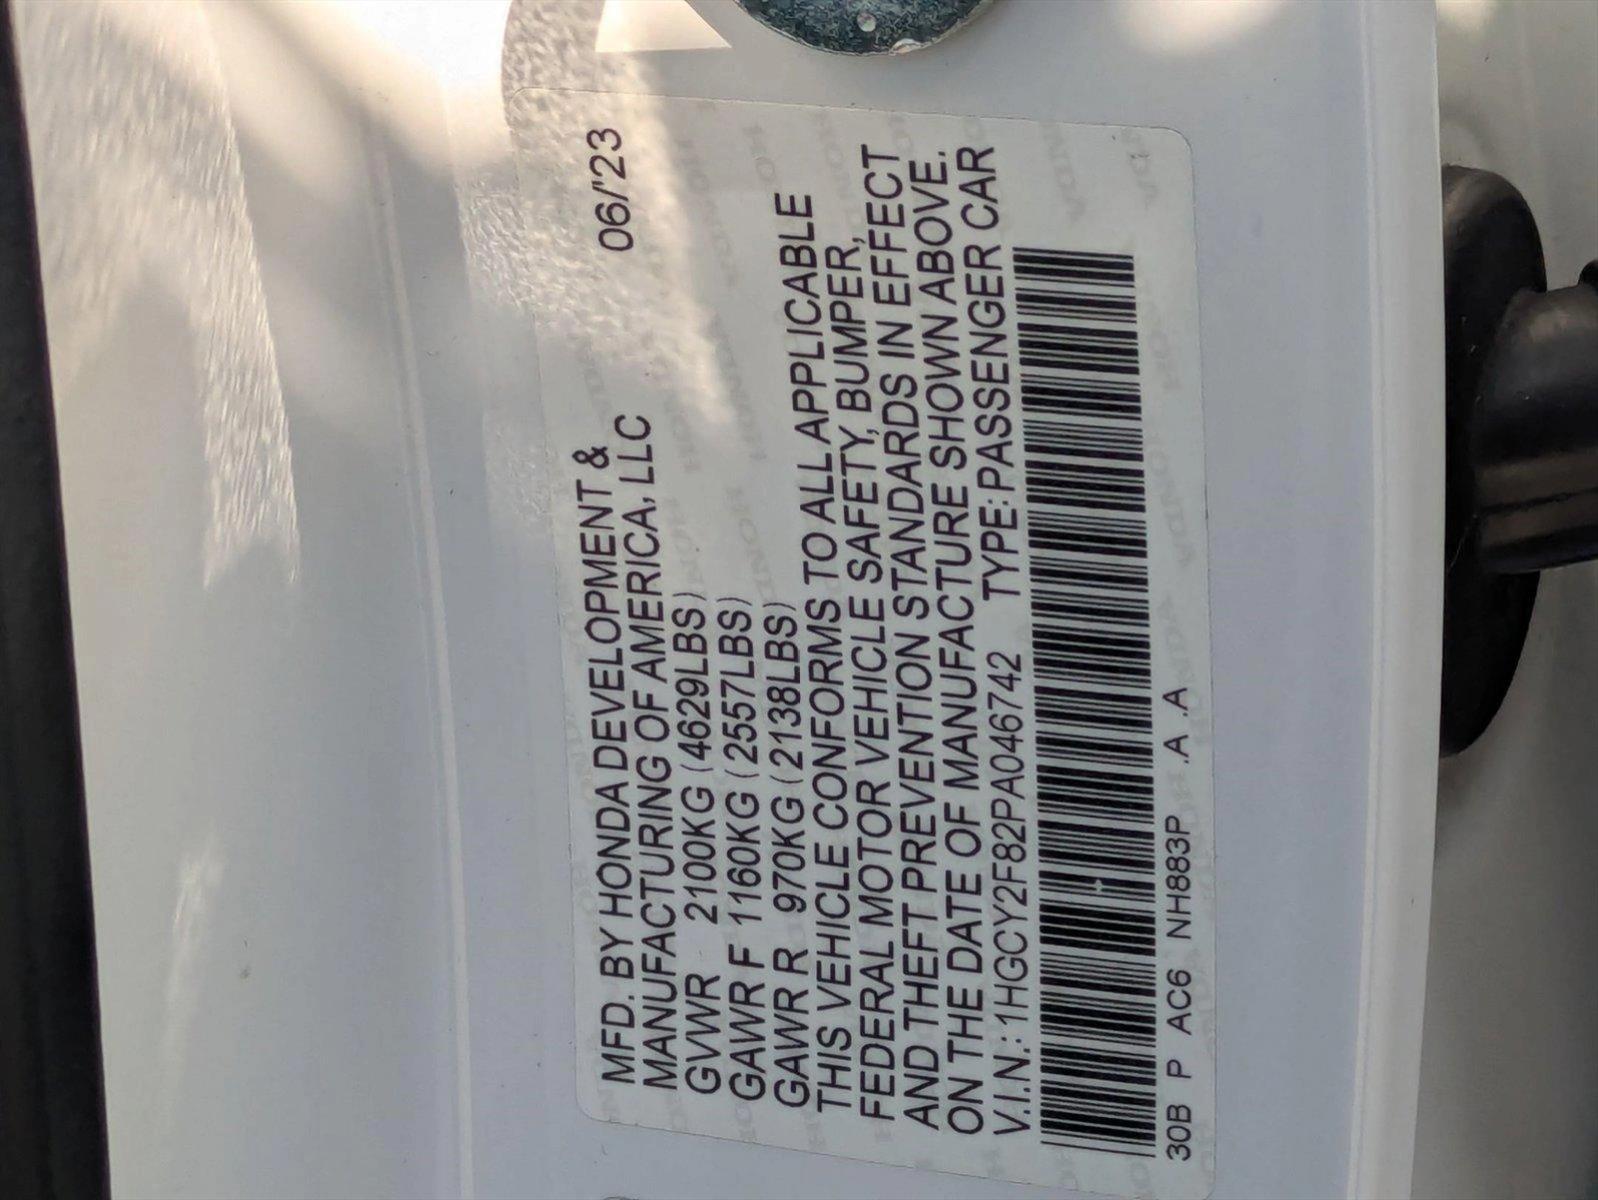 MFD. BY HONDA DEVELOPMENT & 06/'23
MANUFACTURING OF AMERICA, LLC
GVWR 2100KG (4629LBS)
GAWR F 1160KG (2557LBS)
GAWR R 970KG (2138LBS)
THIS VEHICLE CONFORMS TO ALL APPLICABLE
FEDERAL MOTOR VEHICLE SAFETY, BUMPER,
AND THEFT PREVENTION STANDARDS IN EFFECT
ON THE DATE OF MANUFACTURE SHOWN ABOVE.
V.I.N.: 1HGCY2F82PA046742 TYPE: PASSENGER CAR
30B P AC6 NH883P .A .A